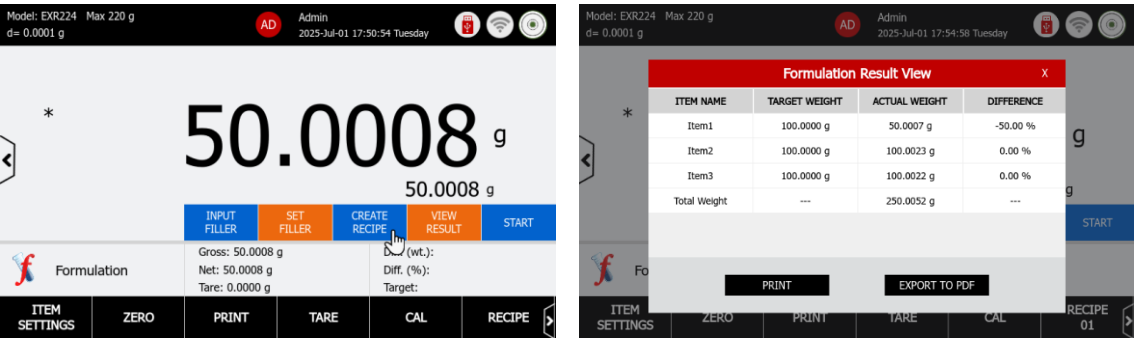 Model: EXR224 Max 220 g
d= 0.0001 g
AD
Admin
2025-Jul-01 17:50:54 Tuesday
*
50.0008 g
50.0008 g
INPUT FILLER
SET FILLER
CREATE RECIPE
VIEW RESULT
START
Formulation
Gross: 50.0008 g
Net: 50.0008 g
Tare: 0.0000 g
(wt.):
Diff. (%):
Target:
ITEM SETTINGS
ZERO
PRINT
TARE
CAL
RECIPE
Model: EXR224 Max 220 g
d= 0.0001 g
AD
Admin
2025-Jul-01 17:54:58 Tuesday
*
g
g
Formulation Result View X
ITEM NAME TARGET WEIGHT ACTUAL WEIGHT DIFFERENCE
Item1 100.0000 g 50.0007 g -50.00 %
Item2 100.0000 g 100.0023 g 0.00 %
Item3 100.0000 g 100.0022 g 0.00 %
Total Weight --- 250.0052 g ---
START
Fo
PRINT
EXPORT TO PDF
ITEM SETTINGS
ZERO
PRINT
TARE
CAL
RECIPE 01